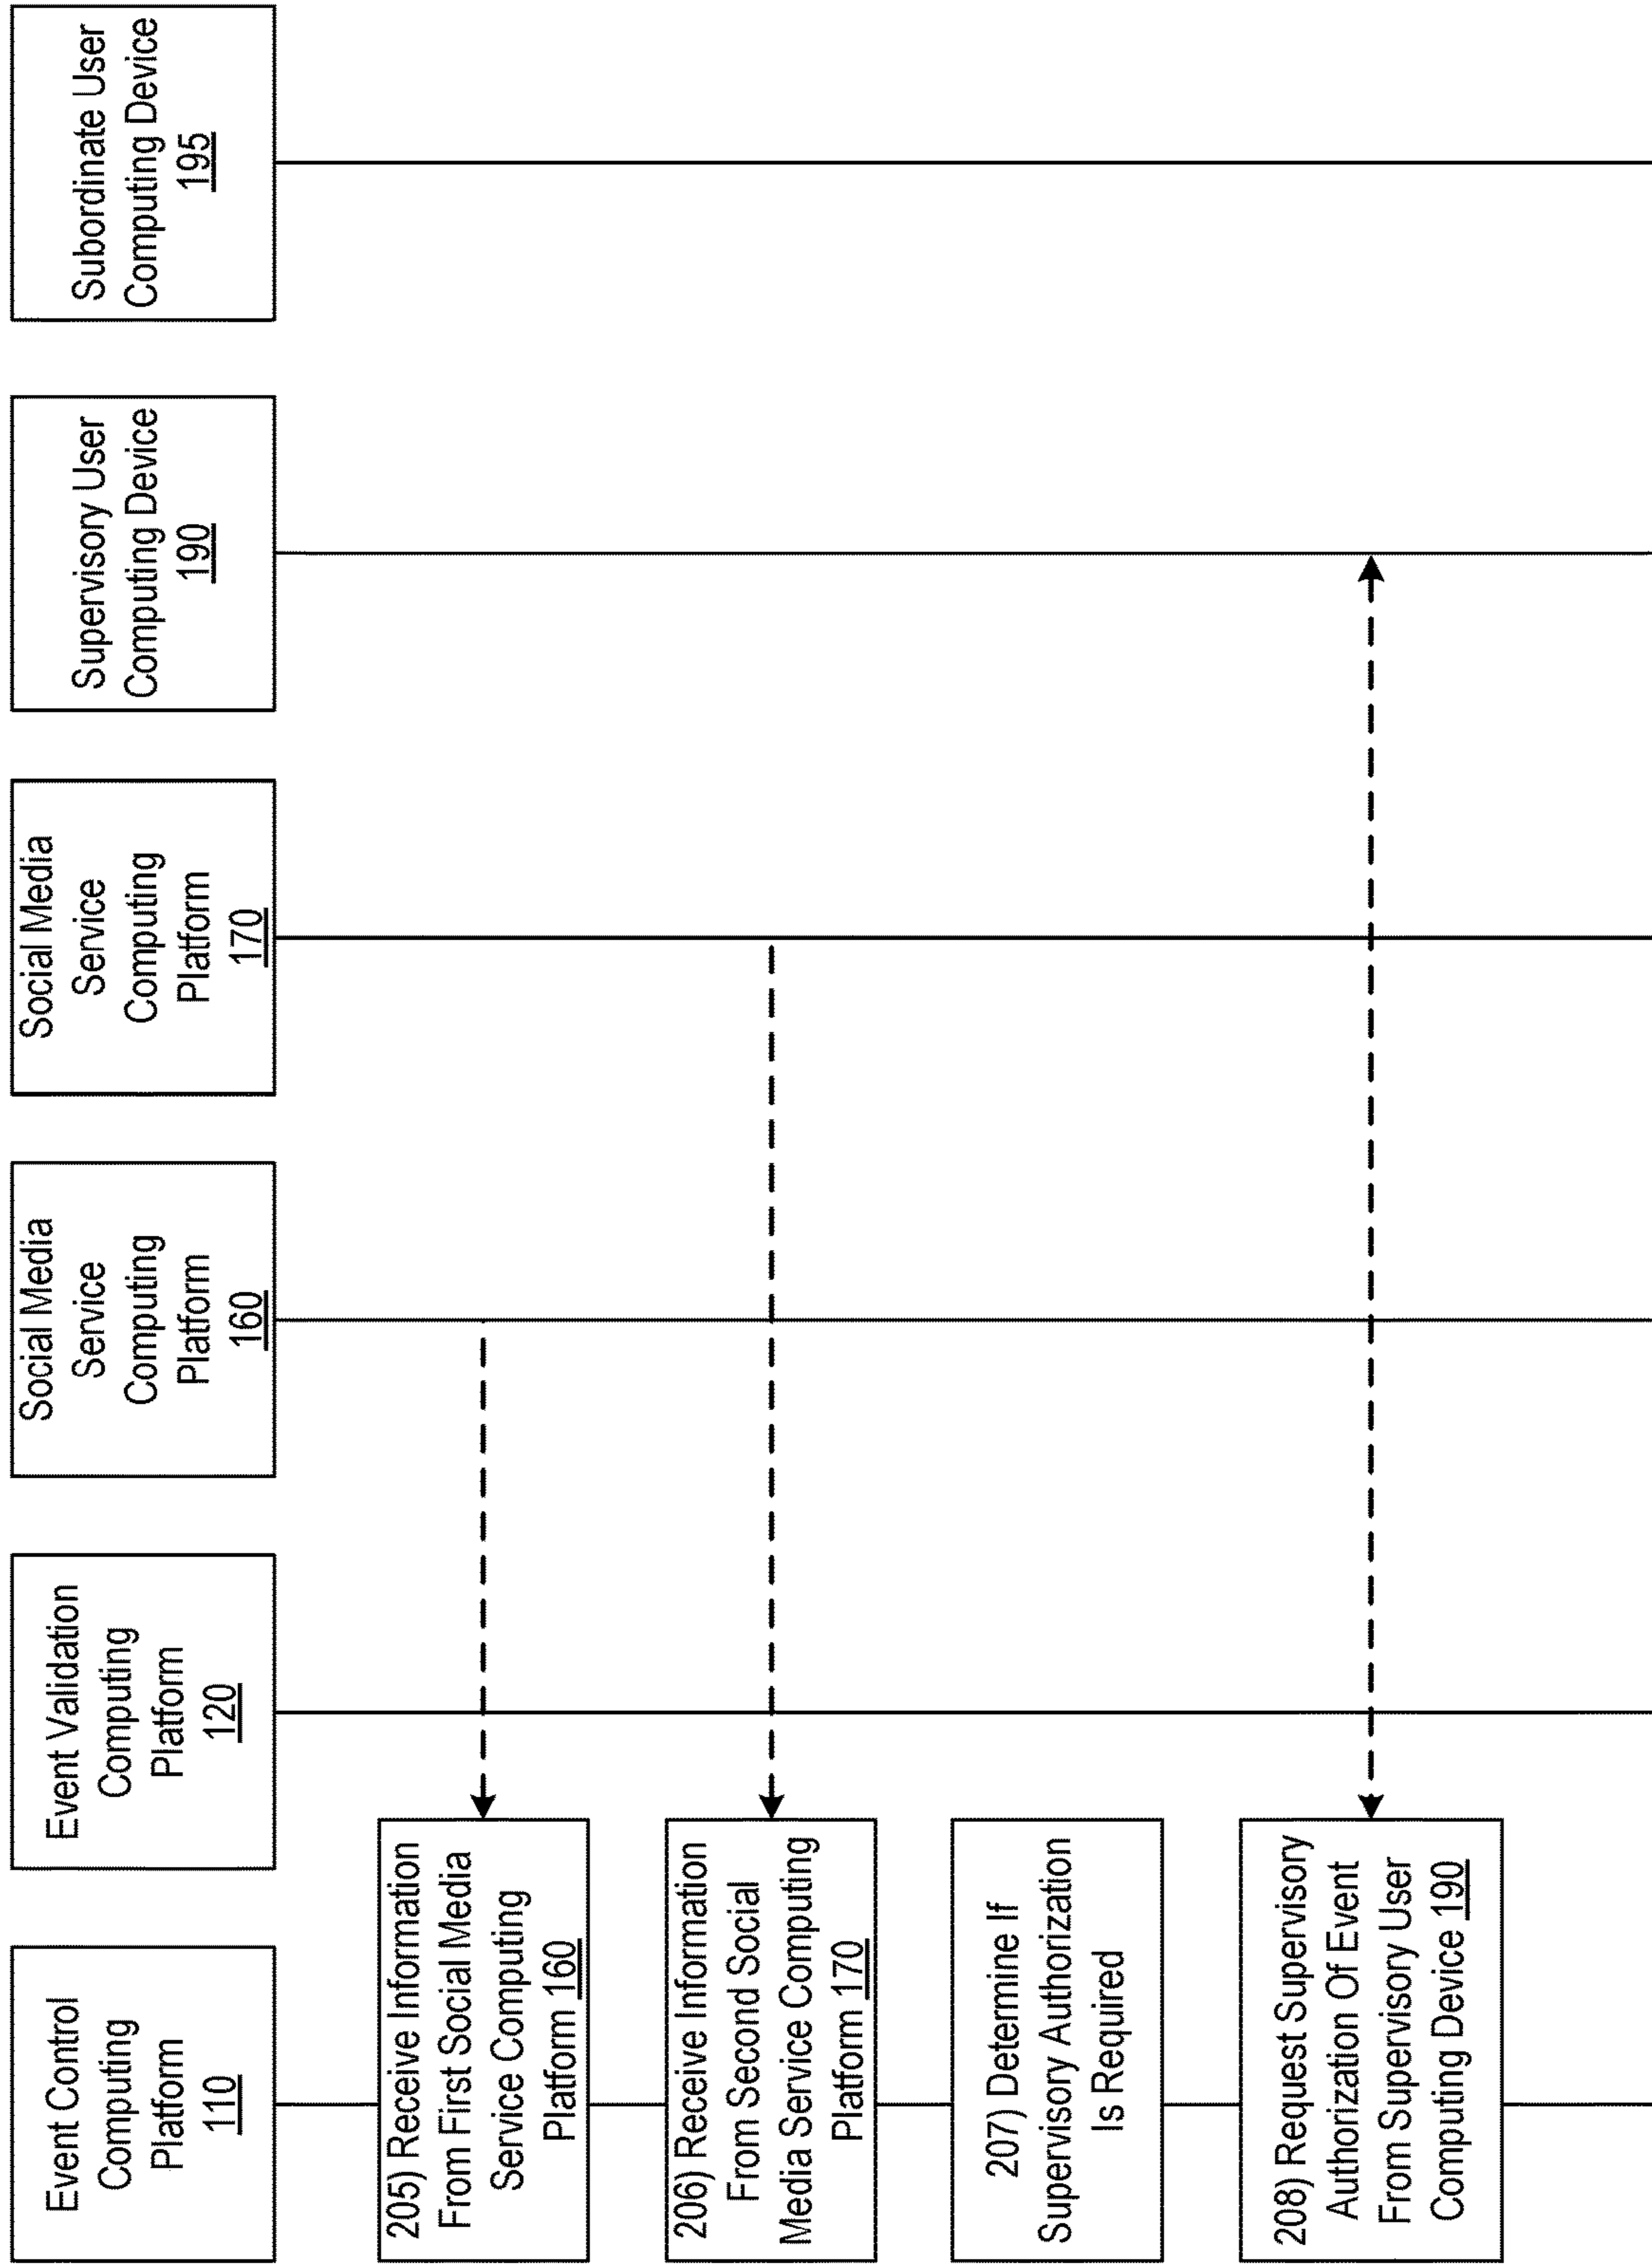 Event Control
Computing
Platform
110
Event Validation
Computing
Platform
120
Social Media
Service
Computing
Platform
160
Social Media
Service
Computing
Platform
170
Supervisory User
Computing Device
190
Subordinate User
Computing Device
195
205) Receive Information
From First Social Media
Service Computing
Platform 160
206) Receive Information
From Second Social
Media Service Computing
Platform 170
207) Determine If
Supervisory Authorization
Is Required
208) Request Supervisory
Authorization Of Event
From Supervisory User
Computing Device 190